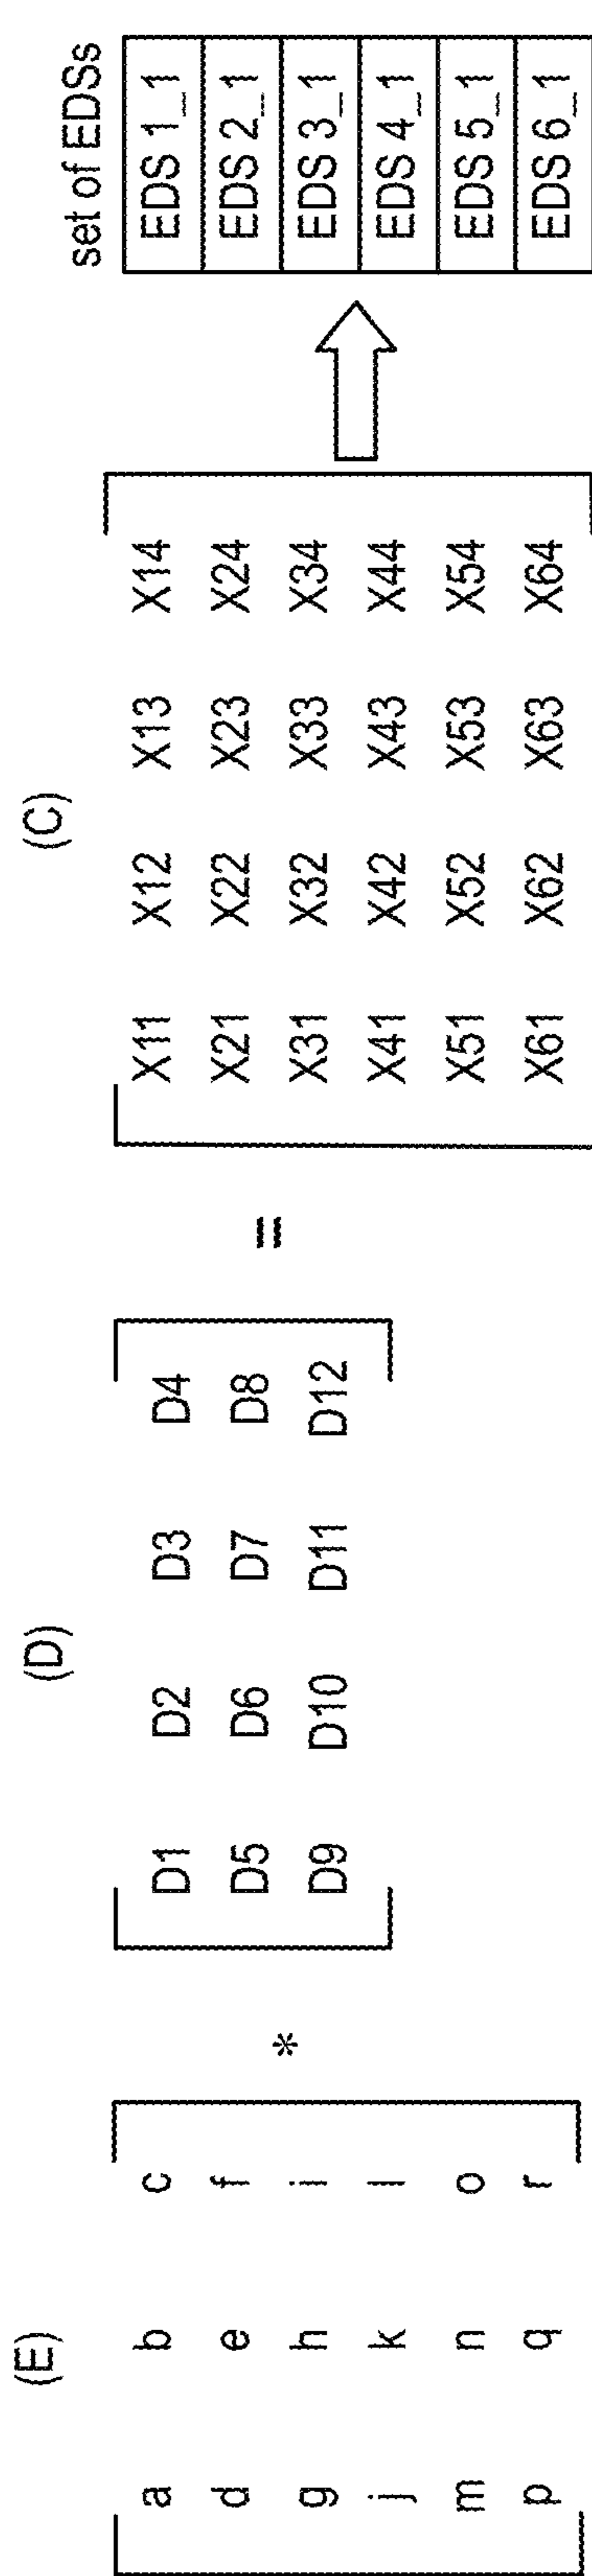 (E) (D) (C) set of EDSs
a b c D1 D2 D3 D4 X11 X12 X13 X14 EDS 1_1
d e f D5 D6 D7 D8 X21 X22 X23 X24 EDS 2_1
g h i * D9 D10 D11 D12 = X31 X32 X33 X34 EDS 3_1
j k l X41 X42 X43 X44 EDS 4_1
m n o X51 X52 X53 X54 EDS 5_1
p q r X61 X62 X63 X64 EDS 6_1